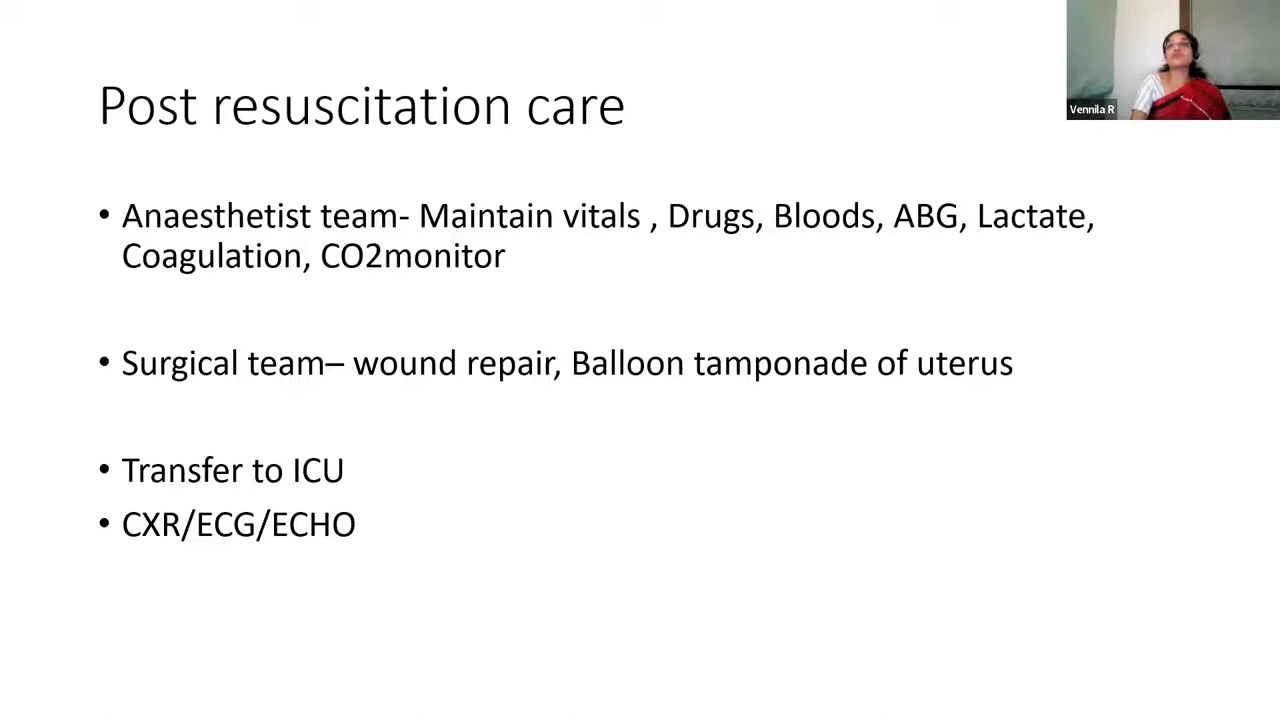 Vennila R
Post resuscitation care
• Anaesthetist team- Maintain vitals , Drugs, Bloods, ABG, Lactate,
Coagulation, CO2monitor
• Surgical team– wound repair, Balloon tamponade of uterus
• Transfer to ICU
• CXR/ECG/ECHO